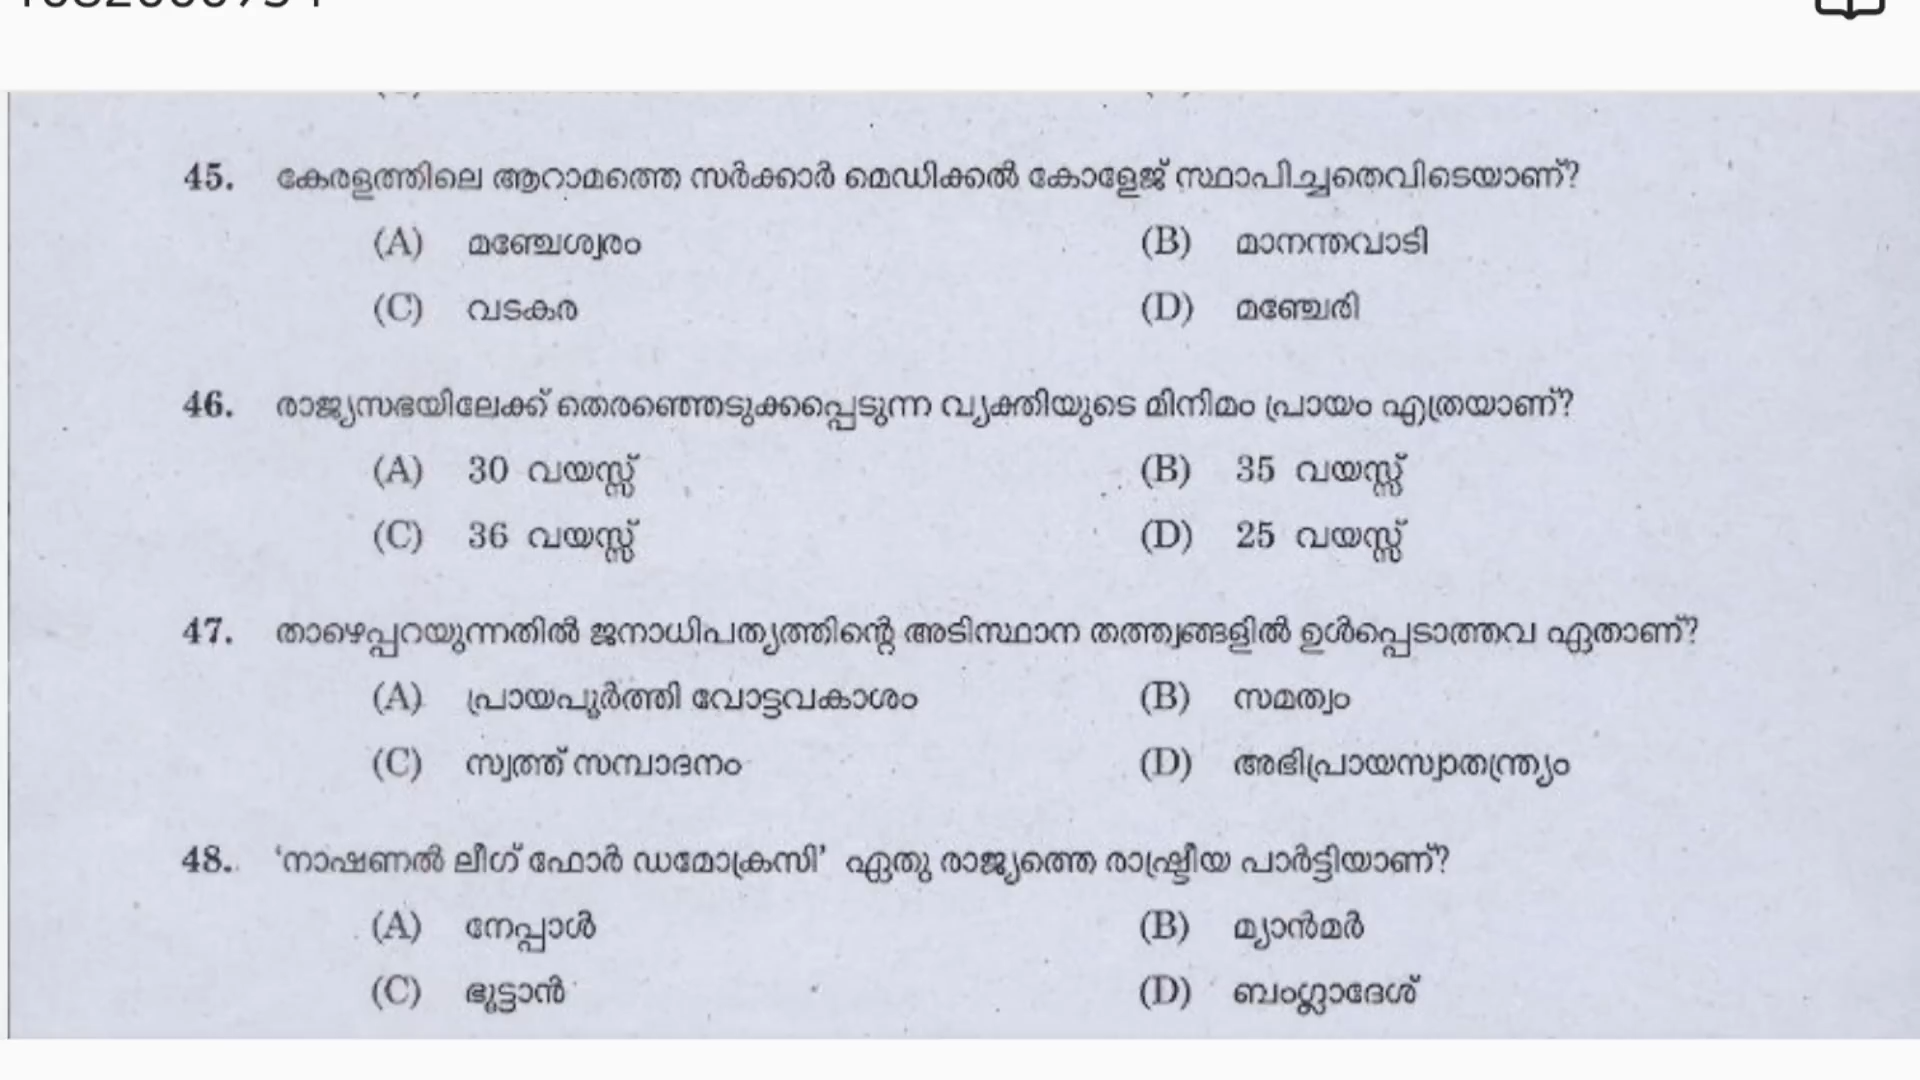 45. കേരളത്തിലെ ആറാമത്തെ സർക്കാർ മെഡിക്കൽ കോളേജ് സ്ഥാപിച്ചതെവിടെയാണ്?
(A) മഞ്ചേശ്വരം (B) മാനന്തവാടി
(C) വടകര (D) മഞ്ചേരി
46. രാജ്യസഭയിലേക്ക് തെരഞ്ഞെടുക്കപ്പെടുന്ന വ്യക്തിയുടെ മിനിമം പ്രായം എത്രയാണ്?
(A) 30 വയസ്സ് (B) 35 വയസ്സ്
(C) 36 വയസ്സ് (D) 25 വയസ്സ്
47. താഴെപ്പറയുന്നതിൽ ജനാധിപത്യത്തിന്റെ അടിസ്ഥാന തത്ത്വങ്ങളിൽ ഉൾപ്പെടാത്തവ ഏതാണ്?
(A) പ്രായപൂർത്തി വോട്ടവകാശം (B) സമത്വം
(C) സ്വത്ത് സമ്പാദനം (D) അഭിപ്രായസ്വാതന്ത്ര്യം
48. 'നാഷണൽ ലീഗ് ഫോർ ഡമോക്രസി' ഏതു രാജ്യത്തെ രാഷ്ട്രീയ പാർട്ടിയാണ്?
(A) നേപ്പാൾ (B) മ്യാൻമർ
(C) ഭൂട്ടാൻ (D) ബംഗ്ലാദേശ്